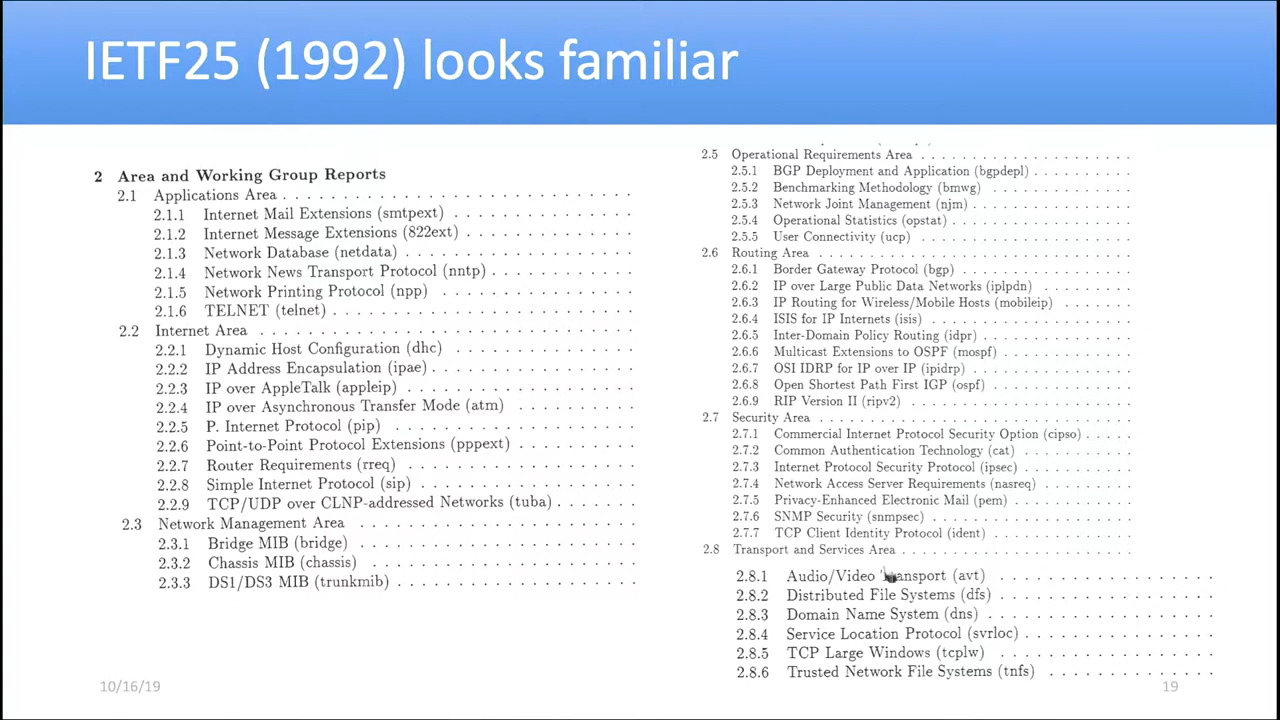 IETF25 (1992) looks familiar
2 Area and Working Group Reports
2.1 Applications Area . . . . . . . . . . . . . . . . . . . . . . . . . . . .
2.1.1 Internet Mail Extensions (smtpext) . . . . . . . . . . . . . .
2.1.2 Internet Message Extensions (822ext) . . . . . . . . . . . . .
2.1.3 Network Database (netdata) . . . . . . . . . . . . . . . . . .
2.1.4 Network News Transport Protocol (nntp) . . . . . . . . . . . .
2.1.5 Network Printing Protocol (npp) . . . . . . . . . . . . . . .
2.1.6 TELNET (telnet) . . . . . . . . . . . . . . . . . . . . . . . .
2.2 Internet Area . . . . . . . . . . . . . . . . . . . . . . . . . . . . . .
2.2.1 Dynamic Host Configuration (dhc) . . . . . . . . . . . . . . .
2.2.2 IP Address Encapsulation (ipae) . . . . . . . . . . . . . . . .
2.2.3 IP over AppleTalk (appleip) . . . . . . . . . . . . . . . . . .
2.2.4 IP over Asynchronous Transfer Mode (atm) . . . . . . . . . .
2.2.5 P. Internet Protocol (pip) . . . . . . . . . . . . . . . . . . . .
2.2.6 Point-to-Point Protocol Extensions (pppext) . . . . . . . . . .
2.2.7 Router Requirements (rreq) . . . . . . . . . . . . . . . . . .
2.2.8 Simple Internet Protocol (sip) . . . . . . . . . . . . . . . . .
2.2.9 TCP/UDP over CLNP-addressed Networks (tuba) . . . . . . .
2.3 Network Management Area . . . . . . . . . . . . . . . . . . . . . .
2.3.1 Bridge MIB (bridge) . . . . . . . . . . . . . . . . . . . . . .
2.3.2 Chassis MIB (chassis) . . . . . . . . . . . . . . . . . . . . . .
2.3.3 DS1/DS3 MIB (trunkmib) . . . . . . . . . . . . . . . . . . .
2.5 Operational Requirements Area . . . . . . . . . . . . . . . . . .
2.5.1 BGP Deployment and Application (bgpdepl) . . . . . . . . .
2.5.2 Benchmarking Methodology (bmwg) . . . . . . . . . . . . .
2.5.3 Network Joint Management (njm) . . . . . . . . . . . . . .
2.5.4 Operational Statistics (opstat) . . . . . . . . . . . . . . . .
2.5.5 User Connectivity (ucp) . . . . . . . . . . . . . . . . . .
2.6 Routing Area . . . . . . . . . . . . . . . . . . . . . . . . . . .
2.6.1 Border Gateway Protocol (bgp) . . . . . . . . . . . . . . .
2.6.2 IP over Large Public Data Networks (iplpdn) . . . . . . . .
2.6.3 IP Routing for Wireless/Mobile Hosts (mobileip) . . . . . .
2.6.4 ISIS for IP Internets (isis) . . . . . . . . . . . . . . . . . .
2.6.5 Inter-Domain Policy Routing (idpr) . . . . . . . . . . . . .
2.6.6 Multicast Extensions to OSPF (mospf) . . . . . . . . . . .
2.6.7 OSI IDRP for IP over IP (ipidrp) . . . . . . . . . . . . . .
2.6.8 Open Shortest Path First IGP (ospf) . . . . . . . . . . . .
2.6.9 RIP Version II (ripv2) . . . . . . . . . . . . . . . . . . .
2.7 Security Area . . . . . . . . . . . . . . . . . . . . . . . . . . .
2.7.1 Commercial Internet Protocol Security Option (cipso) . . . . .
2.7.2 Common Authentication Technology (cat) . . . . . . . . . .
2.7.3 Internet Protocol Security Protocol (ipsec) . . . . . . . . .
2.7.4 Network Access Server Requirements (nasreq) . . . . . . . .
2.7.5 Privacy-Enhanced Electronic Mail (pem) . . . . . . . . . .
2.7.6 SNMP Security (snmpsec) . . . . . . . . . . . . . . . . . .
2.7.7 TCP Client Identity Protocol (ident) . . . . . . . . . . . .
2.8 Transport and Services Area . . . . . . . . . . . . . . . . . . .
2.8.1 Audio/Video Transport (avt) . . . . . . . . . . . . . . . .
2.8.2 Distributed File Systems (dfs) . . . . . . . . . . . . . . . .
2.8.3 Domain Name System (dns) . . . . . . . . . . . . . . . . .
2.8.4 Service Location Protocol (svrloc) . . . . . . . . . . . . . .
2.8.5 TCP Large Windows (tcplw) . . . . . . . . . . . . . . . .
2.8.6 Trusted Network File Systems (tnfs) . . . . . . . . . . . .
10/16/19
19